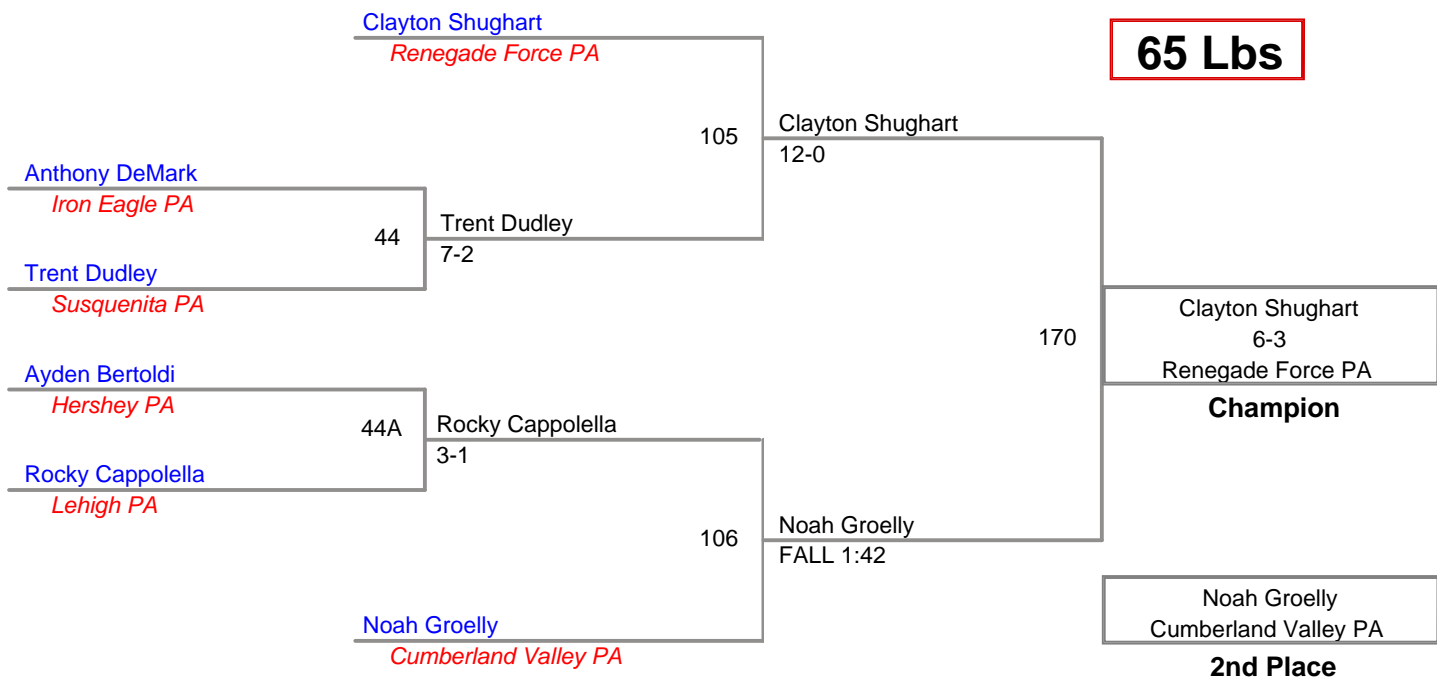 Clayton Shughart
Renegade Force PA
65 Lbs
105
Clayton Shughart
12-0
Anthony DeMark
Iron Eagle PA
44
Trent Dudley
7-2
Trent Dudley
Susquenita PA
170
Clayton Shughart
6-3
Renegade Force PA
Champion
Ayden Bertoldi
Hershey PA
44A
Rocky Cappolella
3-1
Rocky Cappolella
Lehigh PA
106
Noah Groelly
FALL 1:42
Noah Groelly
Cumberland Valley PA
Noah Groelly
Cumberland Valley PA
2nd Place